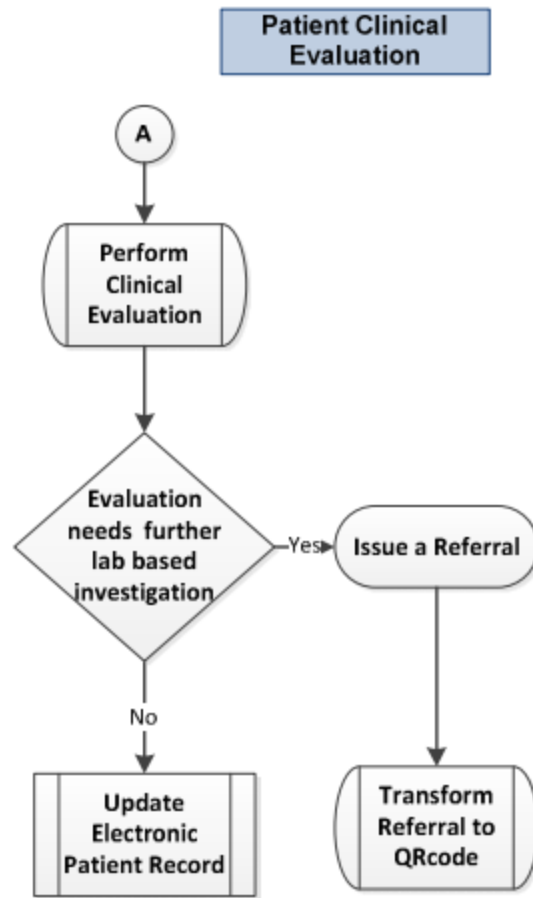 Patient Clinical
Evaluation
A
Perform
Clinical
Evaluation
Evaluation
needs further
lab based
investigation
Yes
Issue a Referral
No
Update
Electronic
Patient Record
Transform
Referral to
QRcode